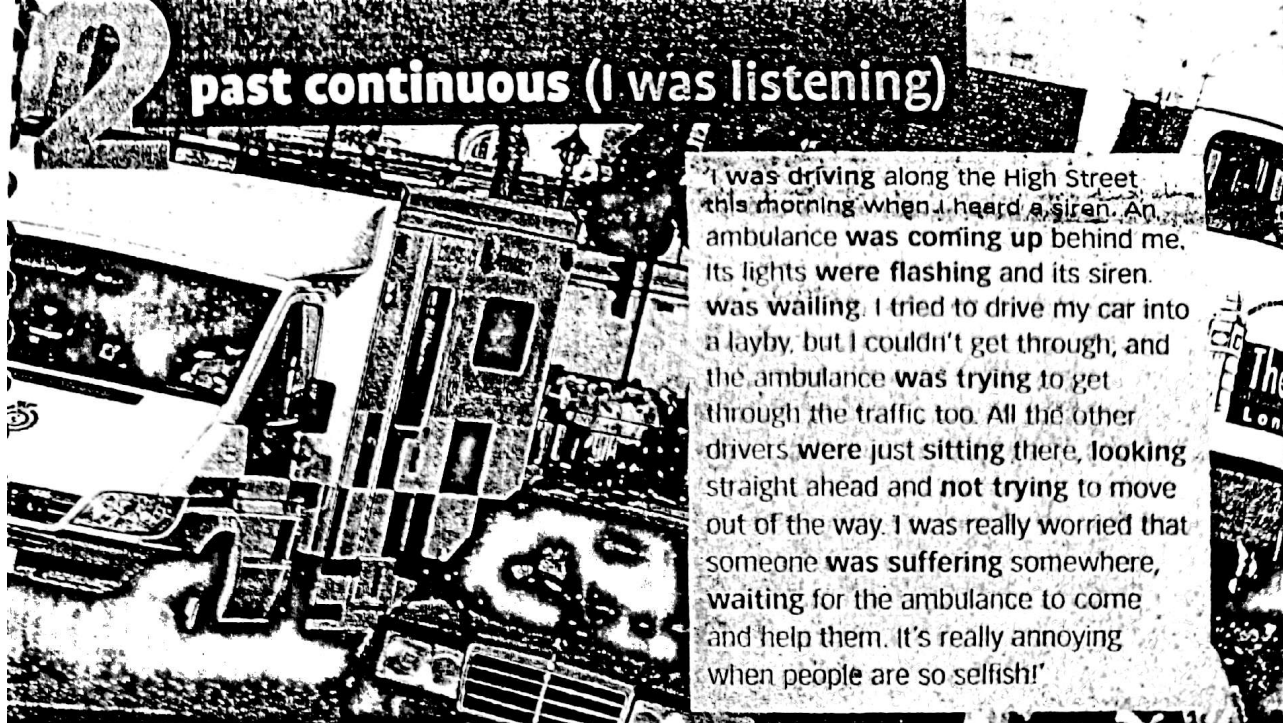 2
past continuous (I was listening)
'I was driving along the High Street
this morning when I heard a siren. An
ambulance was coming up behind me.
Its lights were flashing and its siren
was wailing. I tried to drive my car into
a layby, but I couldn't get through, and
the ambulance was trying to get
through the traffic too. All the other
drivers were just sitting there, looking
straight ahead and not trying to move
out of the way. I was really worried that
someone was suffering somewhere,
waiting for the ambulance to come
and help them. It's really annoying
when people are so selfish!'
Th
Lon